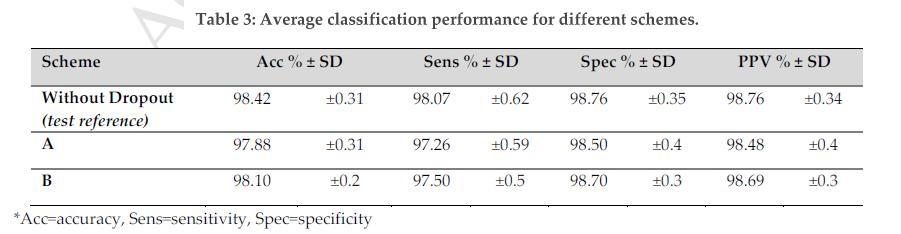 Table 3: Average classification performance for different schemes.
Scheme Acc % ± SD Sens % ± SD Spec % ± SD PPV % ± SD
Without Dropout 98.42 ±0.31 98.07 ±0.62 98.76 ±0.35 98.76 ±0.34
(test reference)
A 97.88 ±0.31 97.26 ±0.59 98.50 ±0.4 98.48 ±0.4
B 98.10 ±0.2 97.50 ±0.5 98.70 ±0.3 98.69 ±0.3
*Acc=accuracy, Sens=sensitivity, Spec=specificity